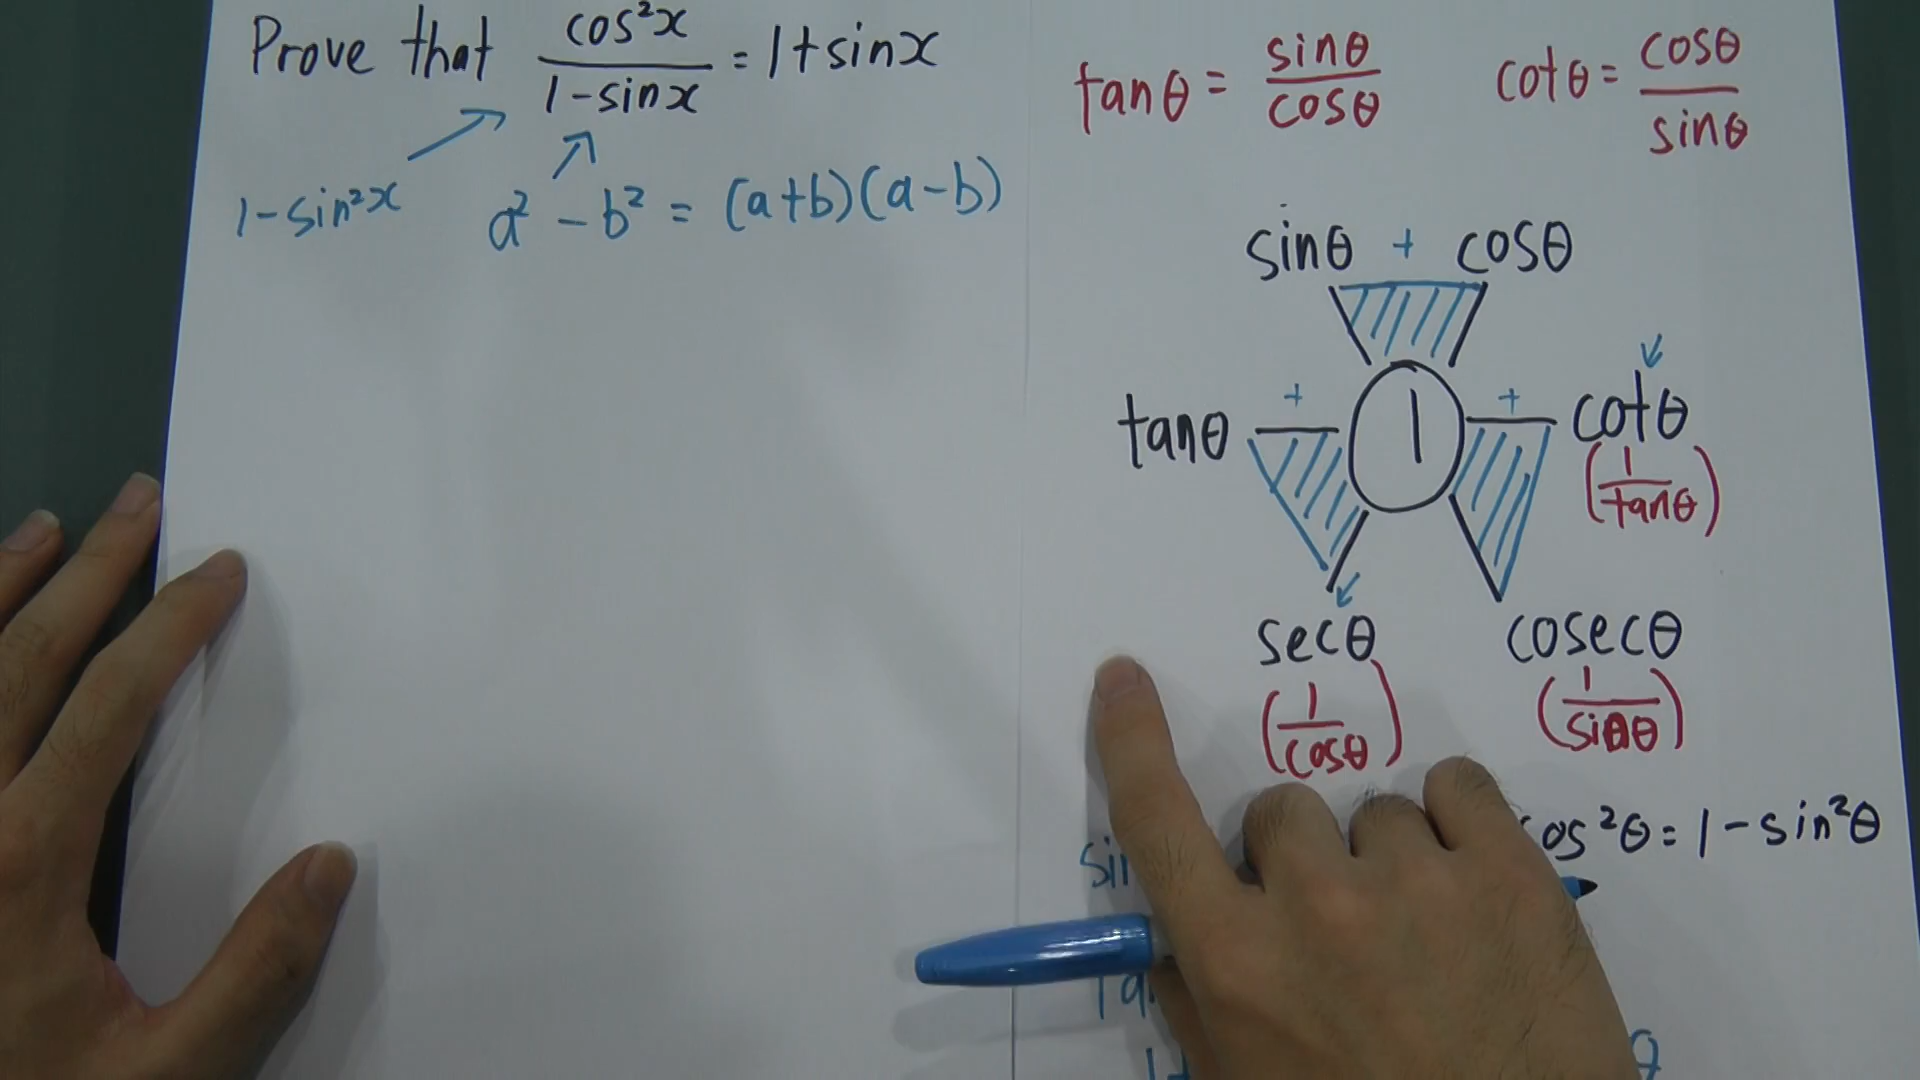 Prove that cos²x / 1-sinx = 1+sinx
1-sin²x
a² - b² = (a+b)(a-b)
tanθ = sinθ / cosθ
cotθ = cosθ / sinθ
sinθ + cosθ
+ +
tanθ 1 cotθ
(1 / tanθ)
secθ cosecθ
(1 / cosθ) (1 / sinθ)
cos²θ = 1-sin²θ